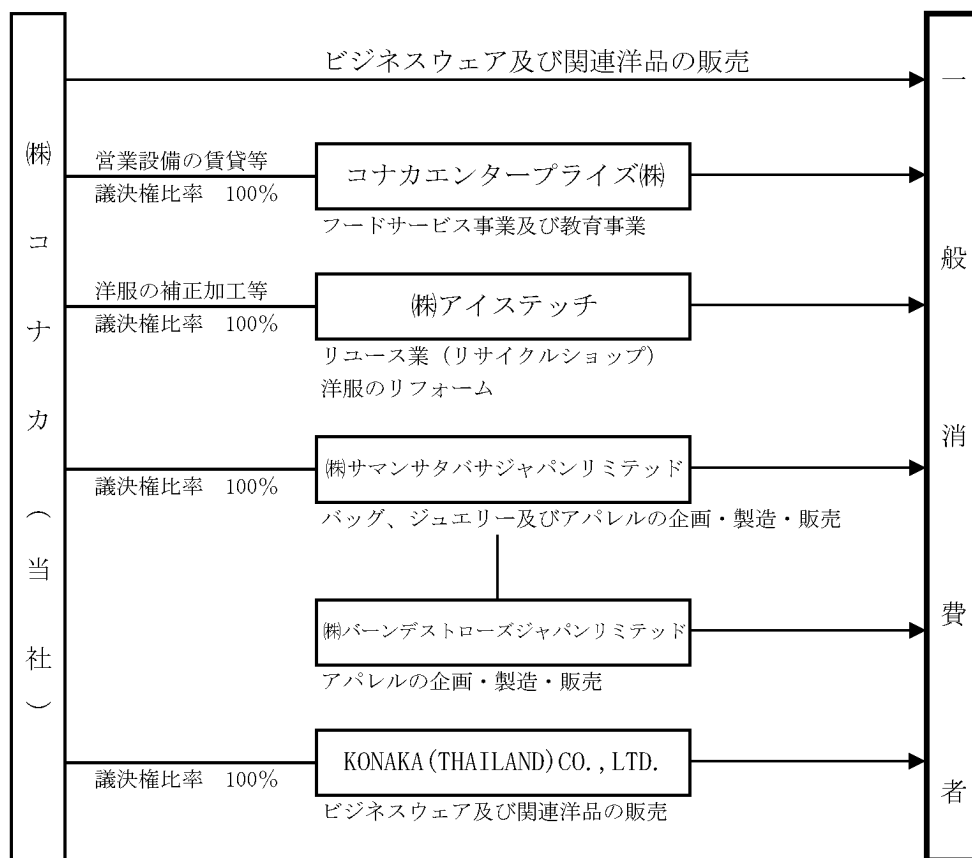 ㈱コナカ（当社）
ビジネスウェア及び関連洋品の販売
営業設備の賃貸等
議決権比率　100％
コナカエンタープライズ㈱
フードサービス事業及び教育事業
洋服の補正加工等
議決権比率　100％
㈱アイステッチ
リユース業（リサイクルショップ）
洋服のリフォーム
議決権比率　100％
㈱サマンサタバサジャパンリミテッド
バッグ、ジュエリー及びアパレルの企画・製造・販売
㈱バーンデストローズジャパンリミテッド
アパレルの企画・製造・販売
議決権比率　100％
KONAKA(THAILAND)CO.,LTD.
ビジネスウェア及び関連洋品の販売
一般消費者